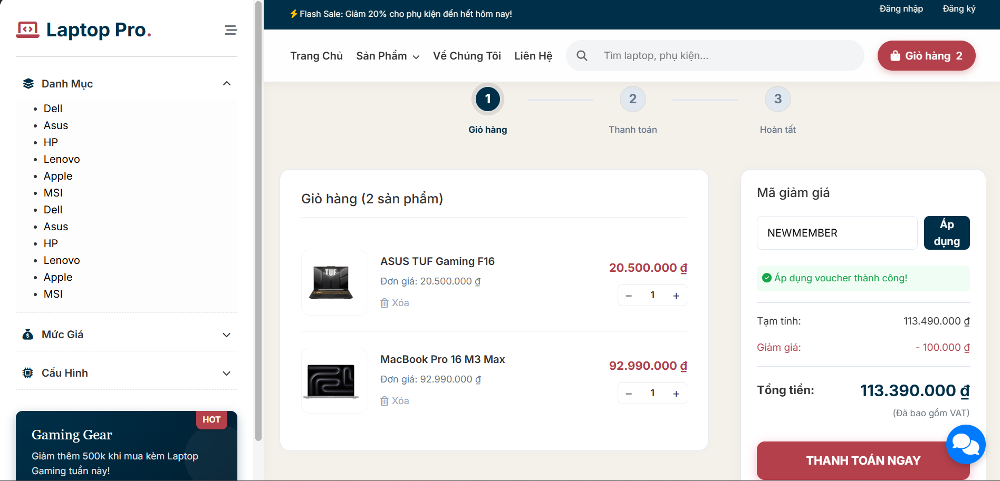 Laptop Pro.
Danh Mục
Dell
Asus
HP
Lenovo
Apple
MSI
Dell
Asus
HP
Lenovo
Apple
MSI
Mức Giá
Cấu Hình
HOT
Gaming Gear
Giảm thêm 500k khi mua kèm Laptop
Gaming tuần này!
Flash Sale: Giảm 20% cho phụ kiện đến hết hôm nay!
Đăng nhập
Đăng ký
Trang Chủ
Sản Phẩm
Về Chúng Tôi
Liên Hệ
Tìm laptop, phụ kiện...
Giỏ hàng 2
1
Giỏ hàng
2
Thanh toán
3
Hoàn tất
Giỏ hàng (2 sản phẩm)
TUF
ASUS TUF Gaming F16
Đơn giá: 20.500.000 ₫
Xóa
20.500.000 ₫
− 1 +
MacBook Pro 16 M3 Max
Đơn giá: 92.990.000 ₫
Xóa
92.990.000 ₫
− 1 +
Mã giảm giá
NEWMEMBER
Áp
dụng
Áp dụng voucher thành công!
Tạm tính: 113.490.000 ₫
Giảm giá: - 100.000 ₫
Tổng tiền: 113.390.000 ₫
(Đã bao gồm VAT)
THANH TOÁN NGAY